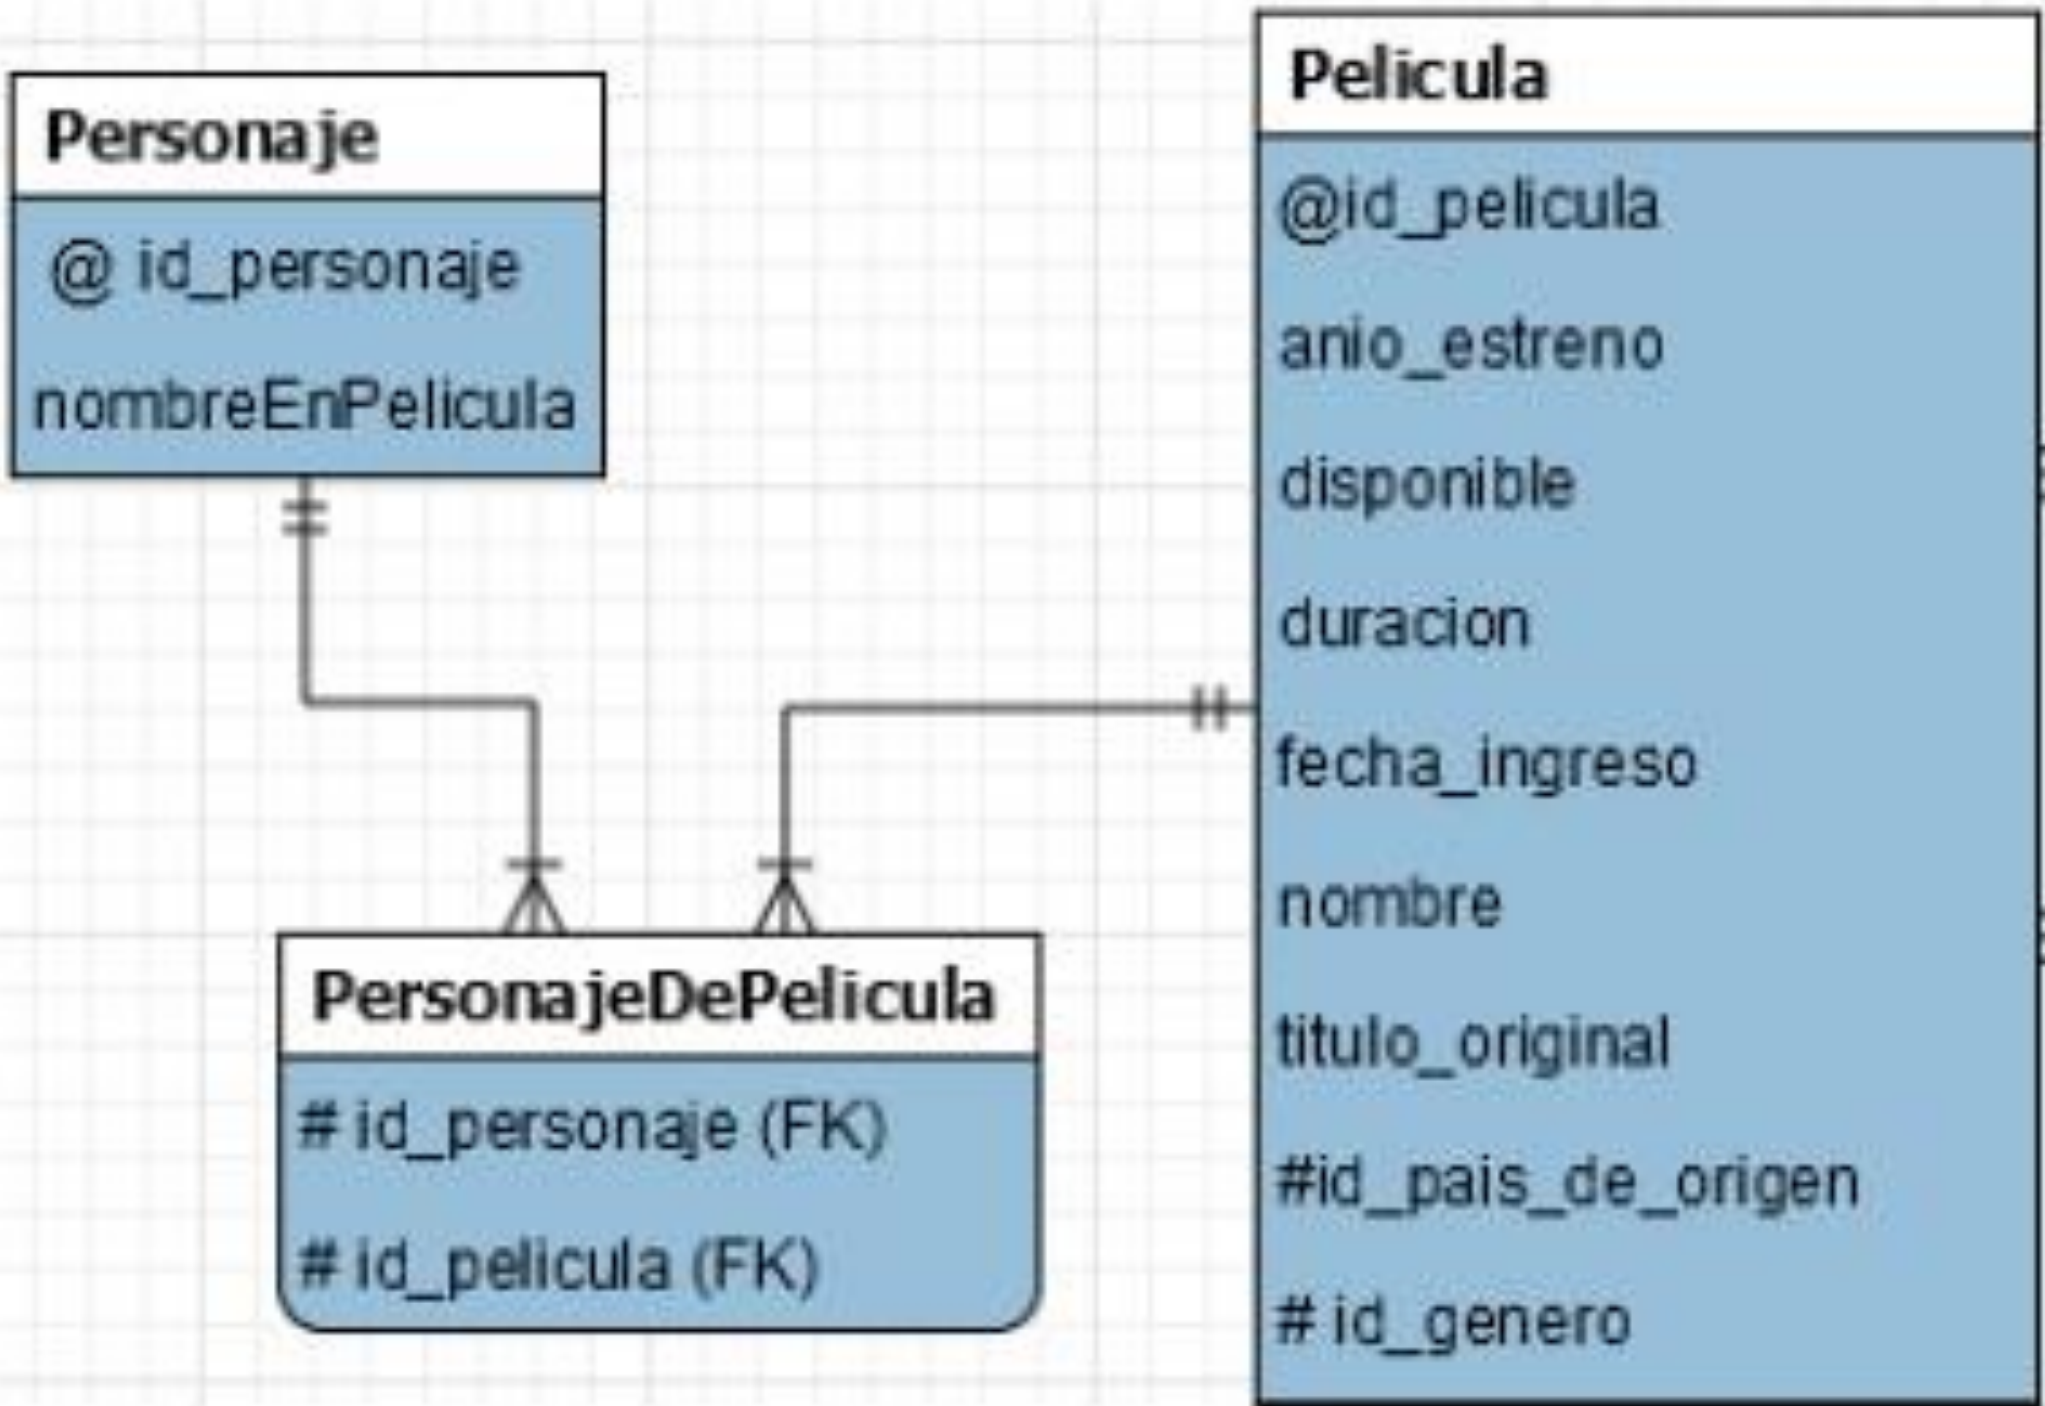 Personaje
@ id_personaje
nombreEnPelicula
PersonajeDePelicula
# id_personaje (FK)
# id_pelicula (FK)
Pelicula
@id_pelicula
anio_estreno
disponible
duracion
fecha_ingreso
nombre
titulo_original
#id_pais_de_origen
# id_genero